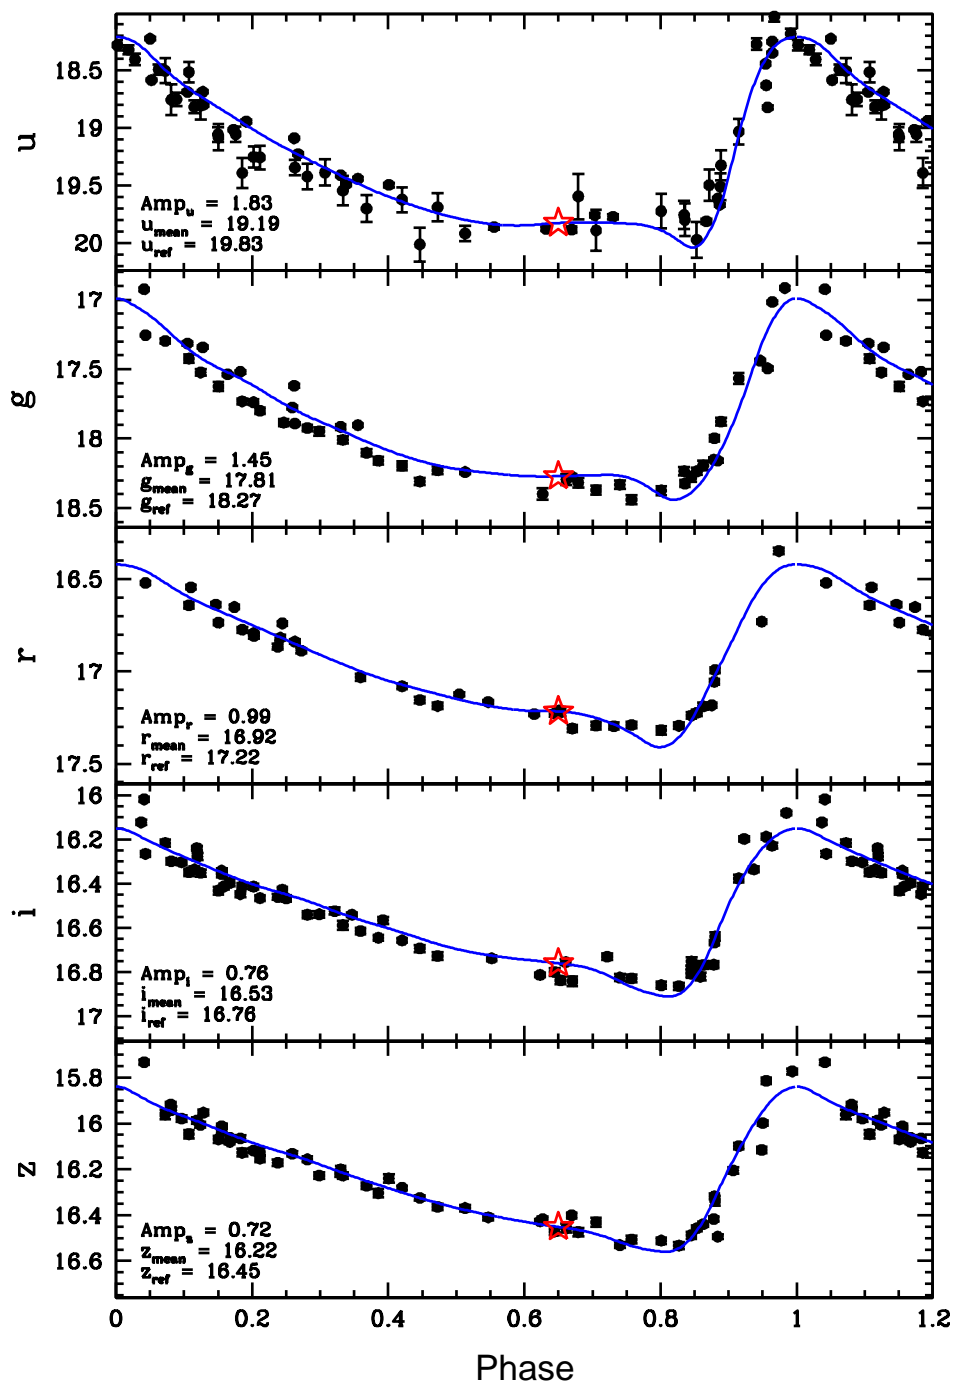 u
18.5
19
19.5
20
Amp_u = 1.83
u_mean = 19.19
u_ref = 19.83
g
17
17.5
18
18.5
Amp_g = 1.45
g_mean = 17.81
g_ref = 18.27
r
16.5
17
17.5
Amp_r = 0.99
r_mean = 16.92
r_ref = 17.22
i
16
16.2
16.4
16.6
16.8
17
Amp_i = 0.76
i_mean = 16.53
i_ref = 16.76
z
15.8
16
16.2
16.4
16.6
Amp_z = 0.72
z_mean = 16.22
z_ref = 16.45
0 0.2 0.4 0.6 0.8 1 1.2
Phase